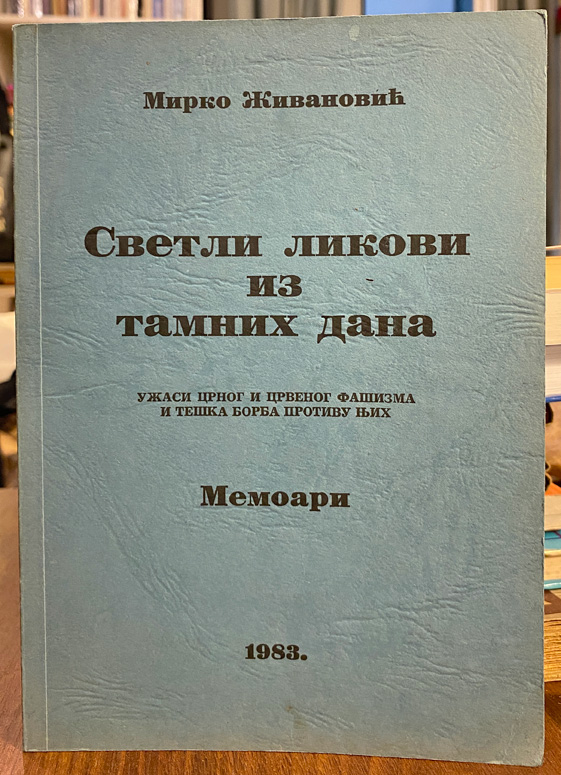 Мирко Живановић
Светли ликови
из
тамних дана
УЖАСИ ЦРНОГ И ЦРВЕНОГ ФАШИЗМА
И ТЕШКА БОРБА ПРОТИВУ ЊИХ
Мемоари
1983.